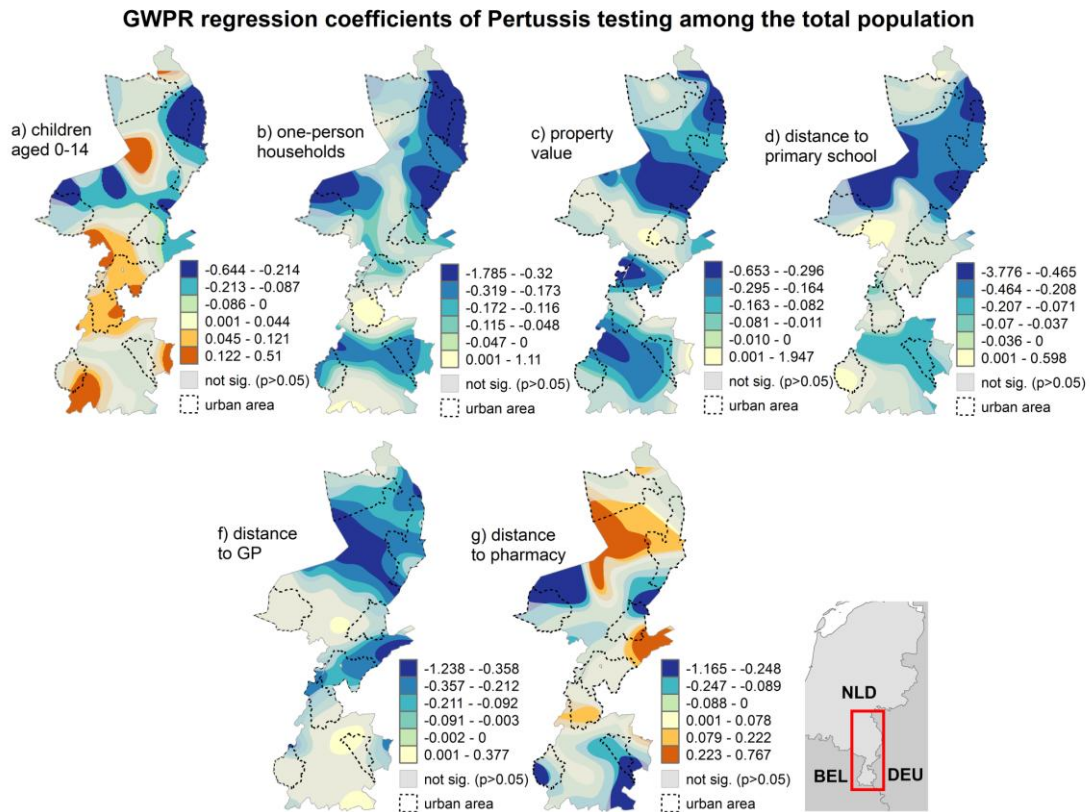 GWPR regression coefficients of Pertussis testing among the total population
a) children
aged 0-14
-0.644 - -0.214
-0.213 - -0.087
-0.086 - 0
0.001 - 0.044
0.045 - 0.121
0.122 - 0.51
not sig. (p>0.05)
urban area
b) one-person
households
-1.785 - -0.32
-0.319 - -0.173
-0.172 - -0.116
-0.115 - -0.048
-0.047 - 0
0.001 - 1.11
not sig. (p>0.05)
urban area
c) property
value
-0.653 - -0.296
-0.295 - -0.164
-0.163 - -0.082
-0.081 - -0.011
-0.010 - 0
0.001 - 1.947
not sig. (p>0.05)
urban area
d) distance to
primary school
-3.776 - -0.465
-0.464 - -0.208
-0.207 - -0.071
-0.07 - -0.037
-0.036 - 0
0.001 - 0.598
not sig. (p>0.05)
urban area
f) distance
to GP
-1.238 - -0.358
-0.357 - -0.212
-0.211 - -0.092
-0.091 - -0.003
-0.002 - 0
0.001 - 0.377
not sig. (p>0.05)
urban area
g) distance
to pharmacy
-1.165 - -0.248
-0.247 - -0.089
-0.088 - 0
0.001 - 0.078
0.079 - 0.222
0.223 - 0.767
not sig. (p>0.05)
urban area
NLD
BEL
DEU